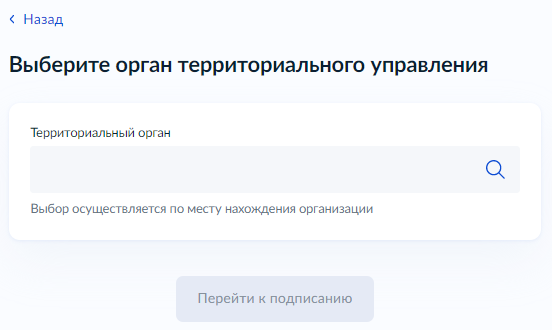 Назад
Выберите орган территориального управления
Территориальный орган
Выбор осуществляется по месту нахождения организации
Перейти к подписанию